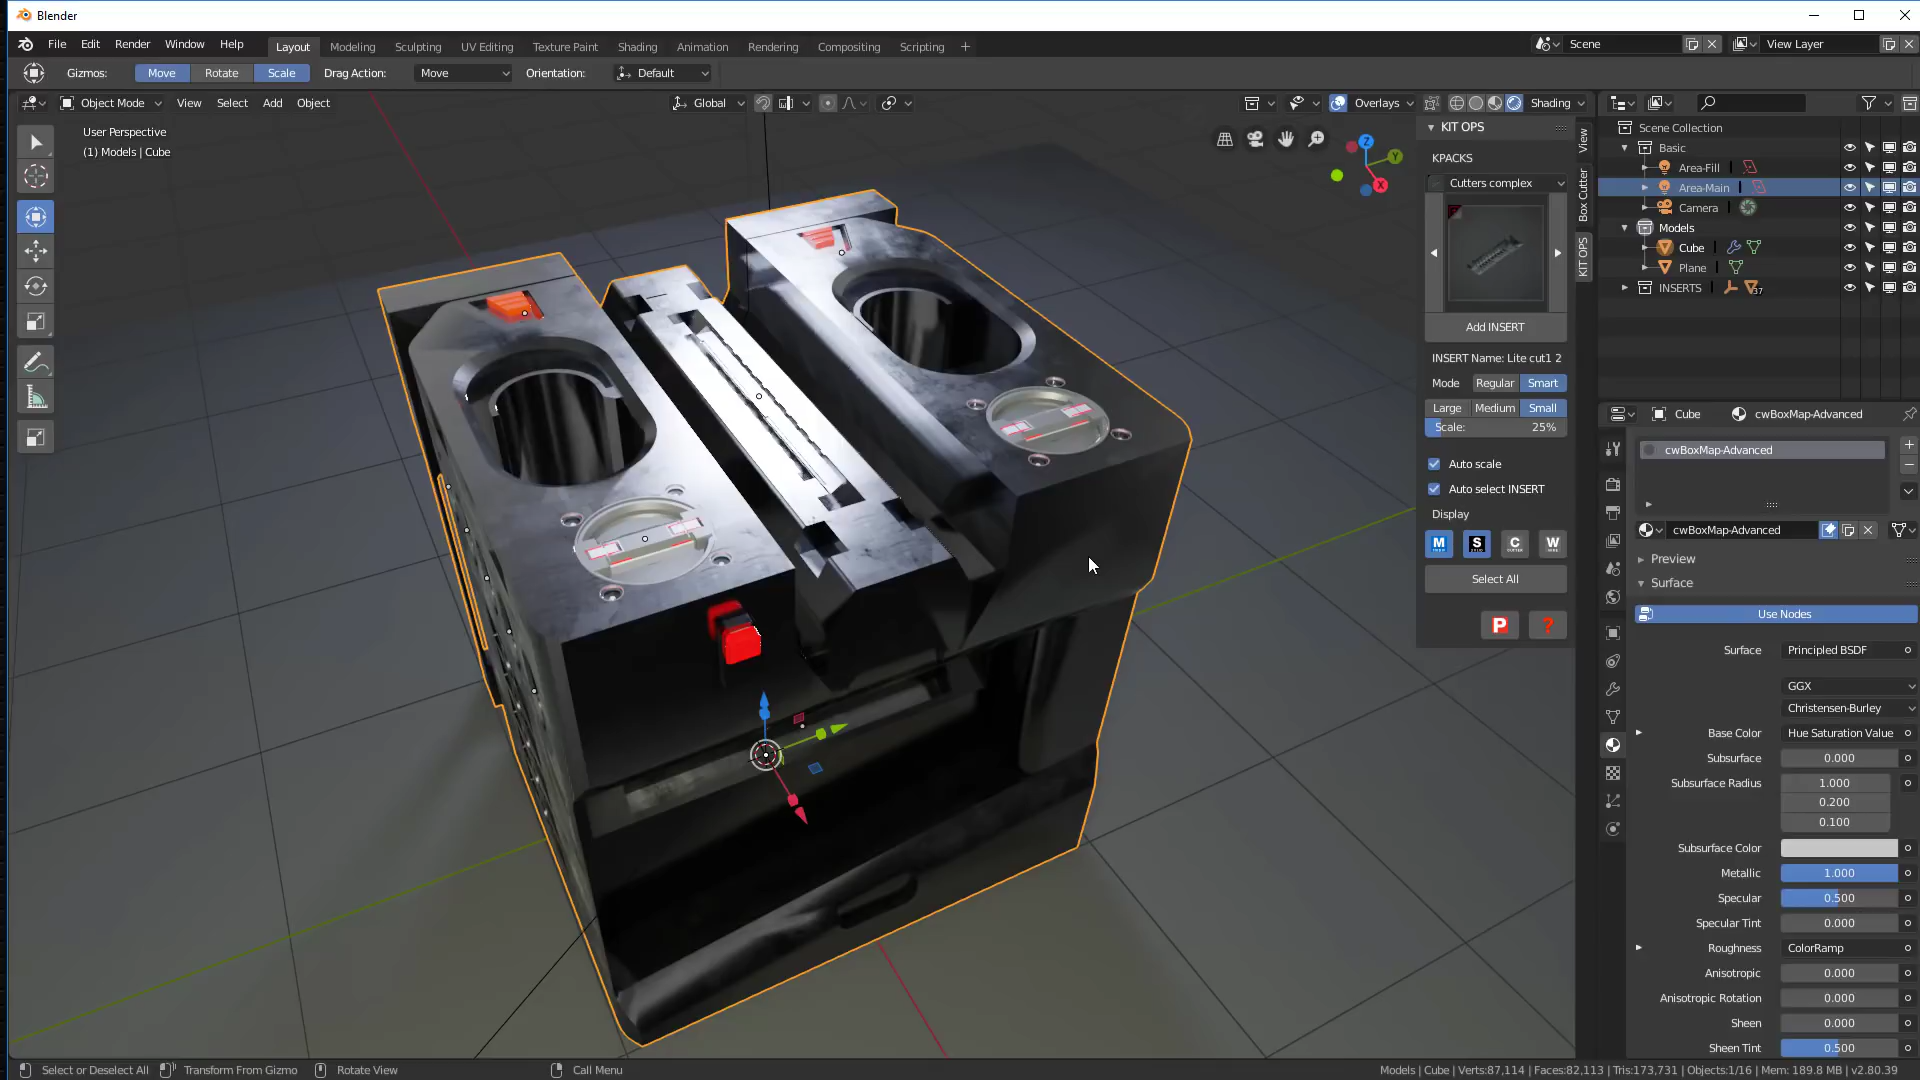 Blender
File Edit Render Window Help Layout Modeling Sculpting UV Editing Texture Paint Shading Animation Rendering Compositing Scripting + Scene View Layer
Gizmos: Move Rotate Scale Drag Action: Move Orientation: Default
Object Mode View Select Add Object Global Overlays Shading
User Perspective
(1) Models | Cube
Z
Y
X
KIT OPS
KPACKS
Cutters complex
Add INSERT
INSERT Name: Lite cut1 2
Mode Regular Smart
Large Medium Small
Scale: 25%
Auto scale
Auto select INSERT
Display
M S C W
Select All
P ?
View
Box Cutter
KIT OPS
Scene Collection
Basic
Area-Fill
Area-Main
Camera
Models
Cube
Plane
INSERTS 37
Cube cwBoxMap-Advanced
cwBoxMap-Advanced
cwBoxMap-Advanced
Preview
Surface
Use Nodes
Surface Principled BSDF
GGX
Christensen-Burley
Base Color Hue Saturation Value
Subsurface 0.000
Subsurface Radius 1.000
0.200
0.100
Subsurface Color
Metallic 1.000
Specular 0.500
Specular Tint 0.000
Roughness ColorRamp
Anisotropic 0.000
Anisotropic Rotation 0.000
Sheen 0.000
Sheen Tint 0.500
Select or Deselect All Transform From Gizmo Rotate View Call Menu Models | Cube | Verts:87,114 | Faces:82,113 | Tris:173,731 | Objects:1/16 | Mem: 189.8 MB | v2.80.39